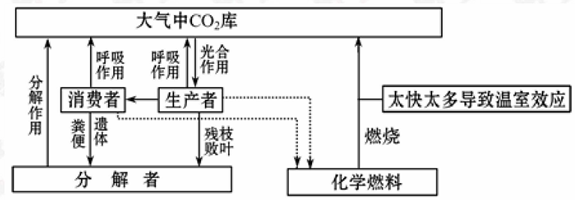 大气中CO₂库
呼吸
作用
呼吸
作用
光合
作用
分解作用
消费者
生产者
太快太多导致温室效应
粪便
遗体
残枝
败叶
燃烧
分解者
化学燃料